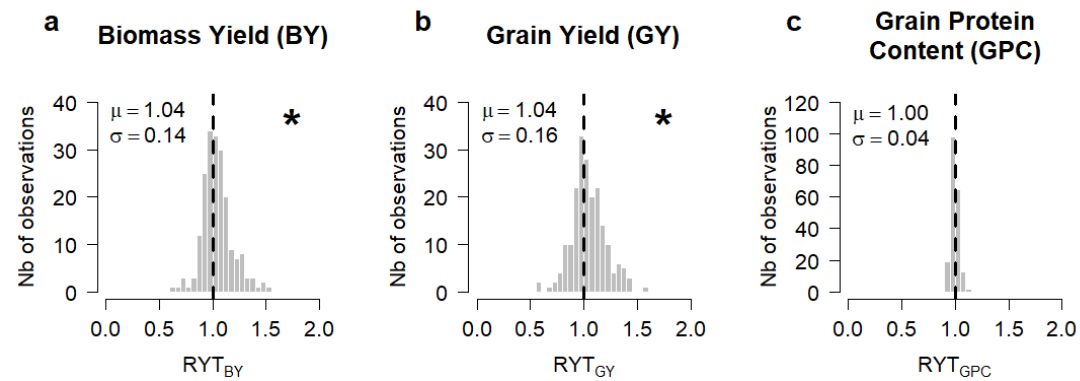 a Biomass Yield (BY)
μ = 1.04
σ = 0.14
*
Nb of observations
40
30
20
10
0
0.0 0.5 1.0 1.5 2.0
RYT_BY
b Grain Yield (GY)
μ = 1.04
σ = 0.16
*
Nb of observations
40
30
20
10
0
0.0 0.5 1.0 1.5 2.0
RYT_GY
c Grain Protein
Content (GPC)
μ = 1.00
σ = 0.04
Nb of observations
120
100
80
60
40
20
0
0.0 0.5 1.0 1.5 2.0
RYT_GPC